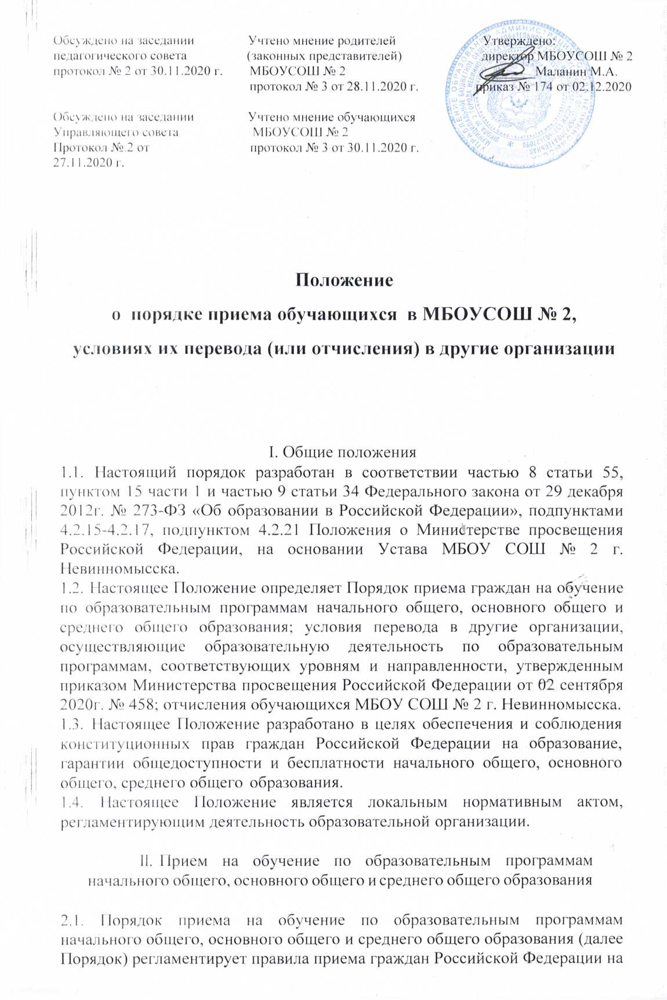 Обсуждено на заседании
педагогического совета
протокол № 2 от 30.11.2020 г.
Учтено мнение родителей
(законных представителей)
МБОУСОШ № 2
протокол № 3 от 28.11.2020 г.
Утверждено:
директор МБОУСОШ № 2
Маланин М.А.
приказ № 174 от 02.12.2020
Обсуждено на заседании
Управляющего совета
Протокол №.2 от
27.11.2020 г.
Учтено мнение обучающихся
МБОУСОШ № 2
протокол № 3 от 30.11.2020 г.
Положение
о порядке приема обучающихся в МБОУСОШ № 2,
условиях их перевода (или отчисления) в другие организации
I. Общие положения
1.1. Настоящий порядок разработан в соответствии частью 8 статьи 55,
пунктом 15 части 1 и частью 9 статьи 34 Федерального закона от 29 декабря
2012г. № 273-ФЗ «Об образовании в Российской Федерации», подпунктами
4.2.15-4.2.17, подпунктом 4.2.21 Положения о Министерстве просвещения
Российской Федерации, на основании Устава МБОУ СОШ № 2 г.
Невинномысска.
1.2. Настоящее Положение определяет Порядок приема граждан на обучение
по образовательным программам начального общего, основного общего и
среднего общего образования; условия перевода в другие организации,
осуществляющие образовательную деятельность по образовательным
программам, соответствующих уровням и направленности, утвержденным
приказом Министерства просвещения Российской Федерации от 02 сентября
2020г. № 458; отчисления обучающихся МБОУ СОШ № 2 г. Невинномысска.
1.3. Настоящее Положение разработано в целях обеспечения и соблюдения
конституционных прав граждан Российской Федерации на образование,
гарантии общедоступности и бесплатности начального общего, основного
общего, среднего общего образования.
1.4. Настоящее Положение является локальным нормативным актом,
регламентирующим деятельность образовательной организации.
II. Прием на обучение по образовательным программам
начального общего, основного общего и среднего общего образования
2.1. Порядок приема на обучение по образовательным программам
начального общего, основного общего и среднего общего образования (далее
Порядок) регламентирует правила приема граждан Российской Федерации на